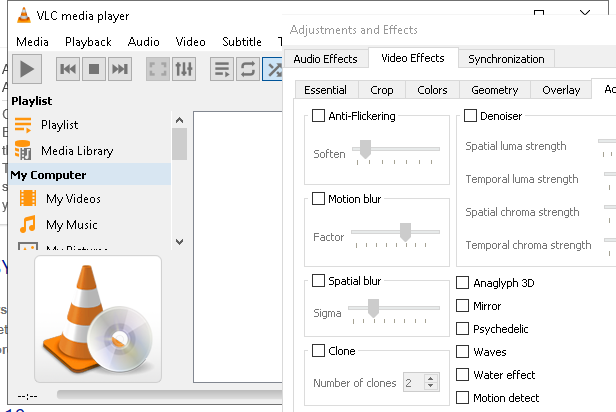 VLC media player
Media Playback Audio Video Subtitle
Playlist
Playlist
Media Library
My Computer
My Videos
My Music
My Pictures
--:--
Adjustments and Effects
Audio Effects Video Effects Synchronization
Essential Crop Colors Geometry Overlay
Anti-Flickering
Soften
Motion blur
Factor
Spatial blur
Sigma
Clone
Number of clones 2
Denoiser
Spatial luma strength
Temporal luma strength
Spatial chroma strength
Temporal chroma strength
Anaglyph 3D
Mirror
Psychedelic
Waves
Water effect
Motion detect